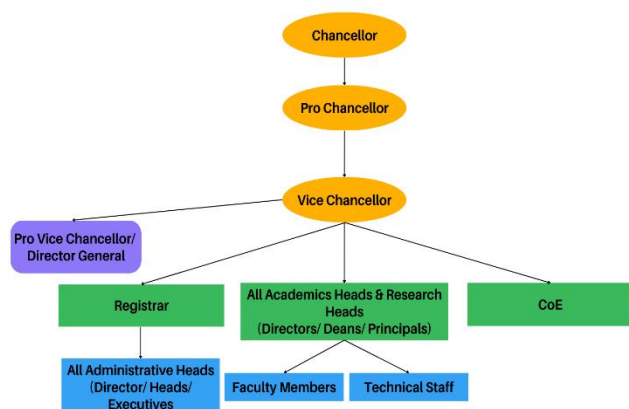 Chancellor
Pro Chancellor
Vice Chancellor
Pro Vice Chancellor/
Director General
Registrar
All Academics Heads & Research
Heads
(Directors/ Deans/ Principals)
CoE
All Administrative Heads
(Director/ Heads/
Executives
Faculty Members
Technical Staff